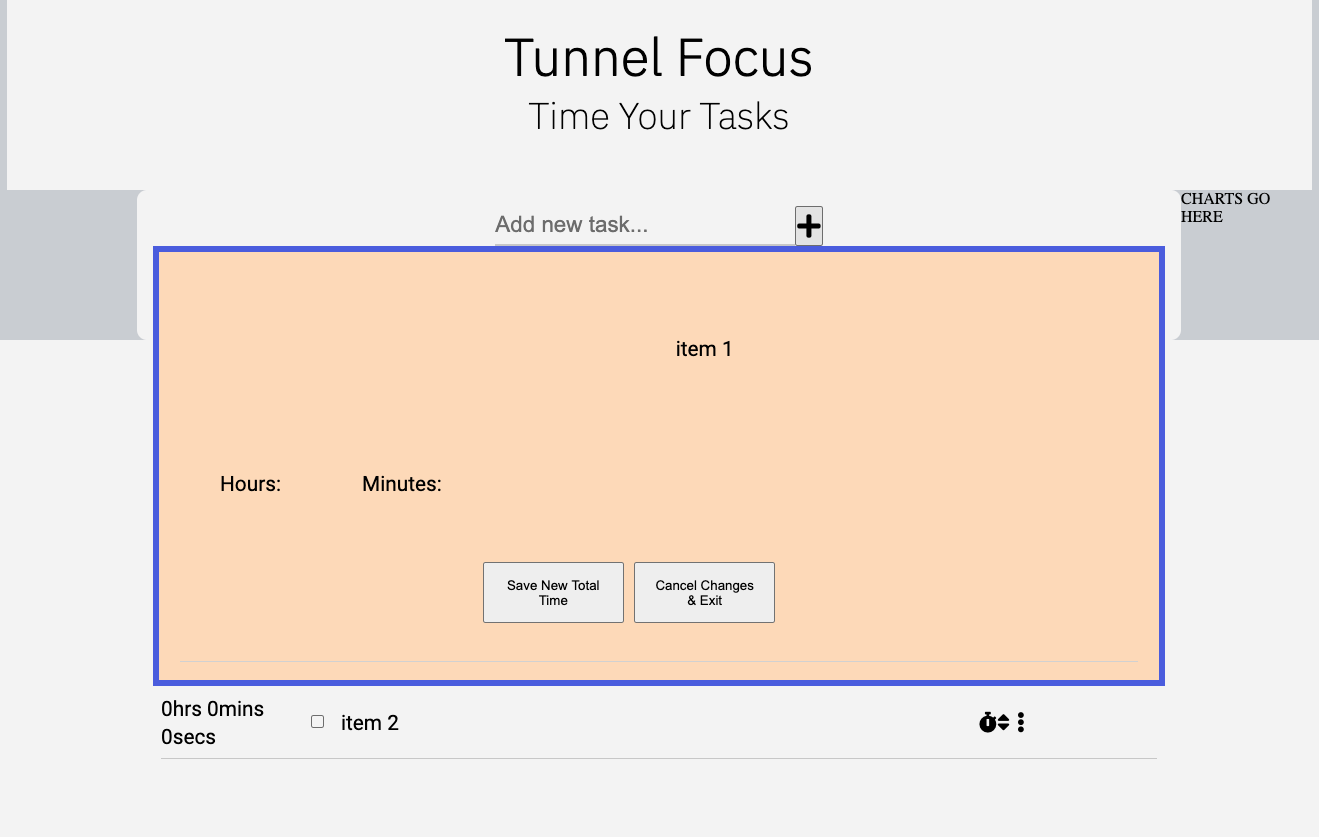 Tunnel Focus
Time Your Tasks
CHARTS GO
HERE
Add new task...
item 1
Hours:
Minutes:
Save New Total
Time
Cancel Changes
& Exit
0hrs 0mins
0secs
item 2